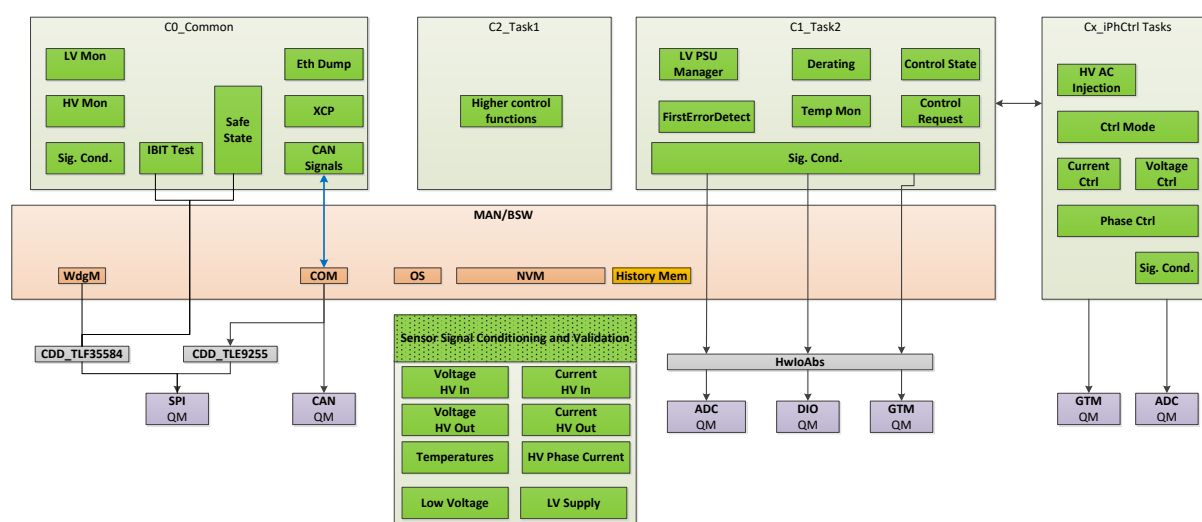 C0_Common
LV Mon
Eth Dump
HV Mon
Safe
State
XCP
Sig. Cond.
IBIT Test
CAN
Signals
C2_Task1
Higher control
functions
C1_Task2
LV PSU
Manager
Derating
Control State
FirstErrorDetect
Temp Mon
Control
Request
Sig. Cond.
Cx_iPhCtrl Tasks
HV AC
Injection
Ctrl Mode
Current
Ctrl
Voltage
Ctrl
Phase Ctrl
Sig. Cond.
MAN/BSW
WdgM
COM
OS
NVM
History Mem
CDD_TLF35584
CDD_TLE9255
SPI
QM
CAN
QM
Sensor Signal Conditioning and Validation
Voltage
HV In
Current
HV In
Voltage
HV Out
Current
HV Out
Temperatures
HV Phase Current
Low Voltage
LV Supply
HwIoAbs
ADC
QM
DIO
QM
GTM
QM
GTM
QM
ADC
QM